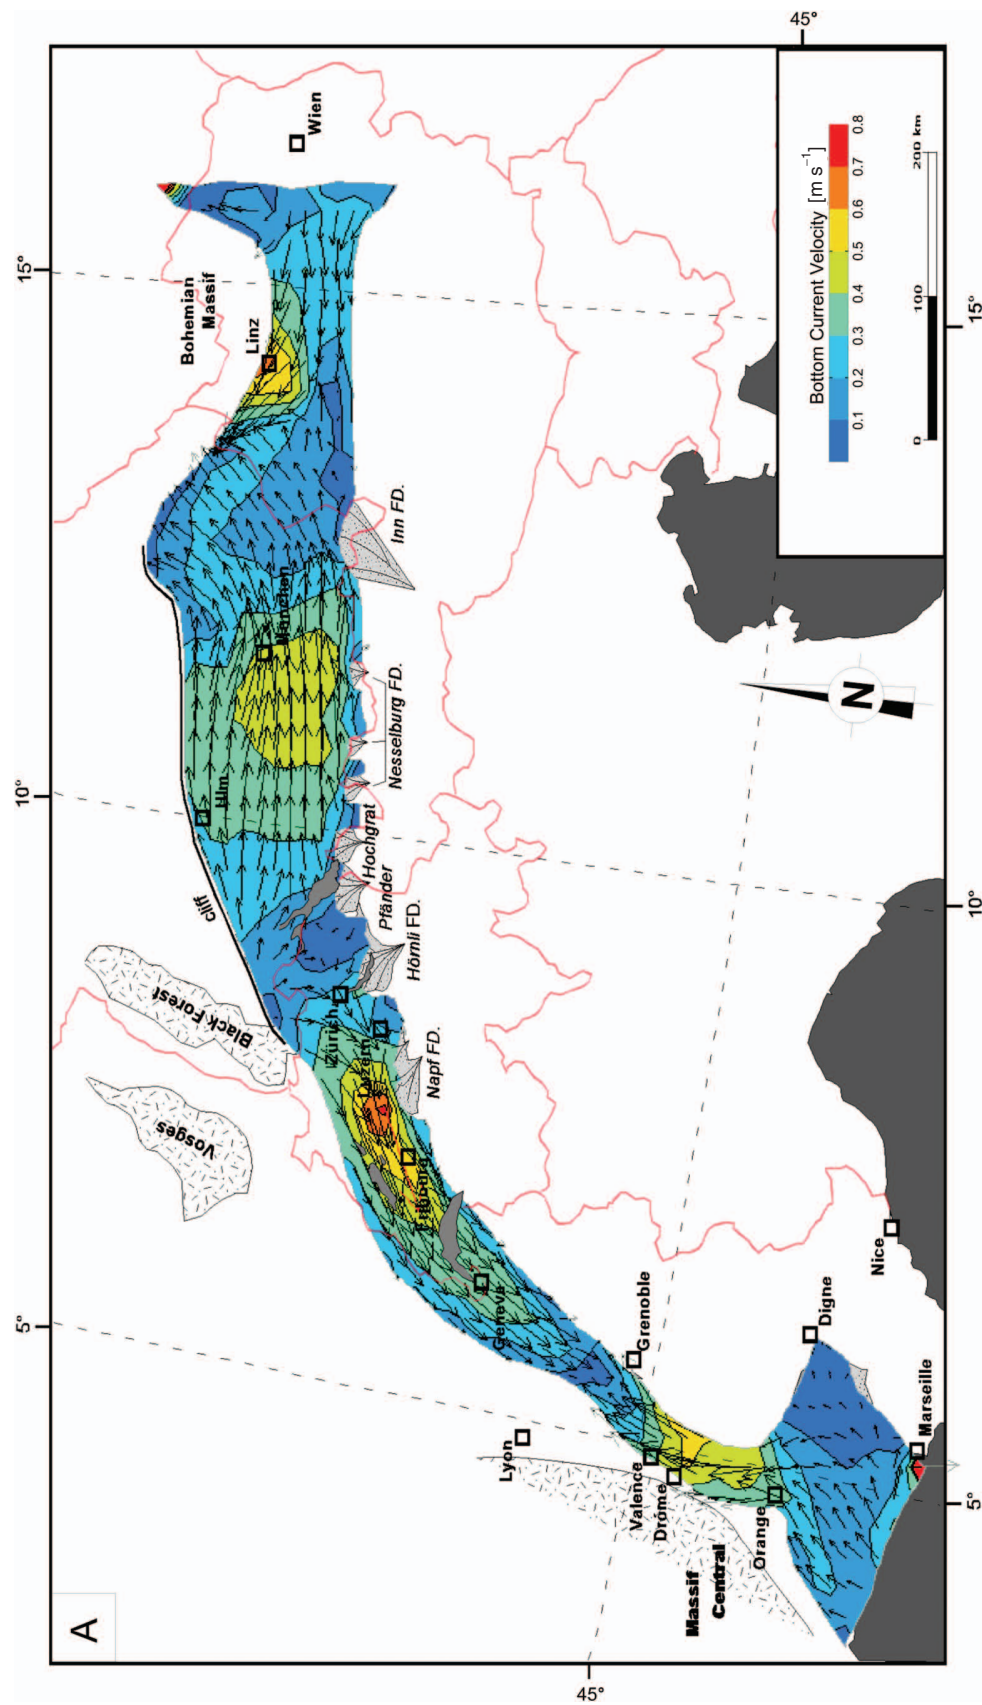 A
45°
15°
10°
5°
Wien
Bohemian
Massif
Linz
Inn FD.
München
Nesselburg FD.
Ulm
Hochgrat
Pfänder
Hörnli FD.
cliff
Black Forest
Vosges
Zürich
Luzern
Napf FD.
Fribourg
Geneva
Grenoble
Lyon
Valence
Drôme
Orange
Massif
Central
Digne
Nice
Marseille
N
Bottom Current Velocity [m s⁻¹]
0.1
0.2
0.3
0.4
0.5
0.6
0.7
0.8
0
100
200 km
15°
10°
5°
45°